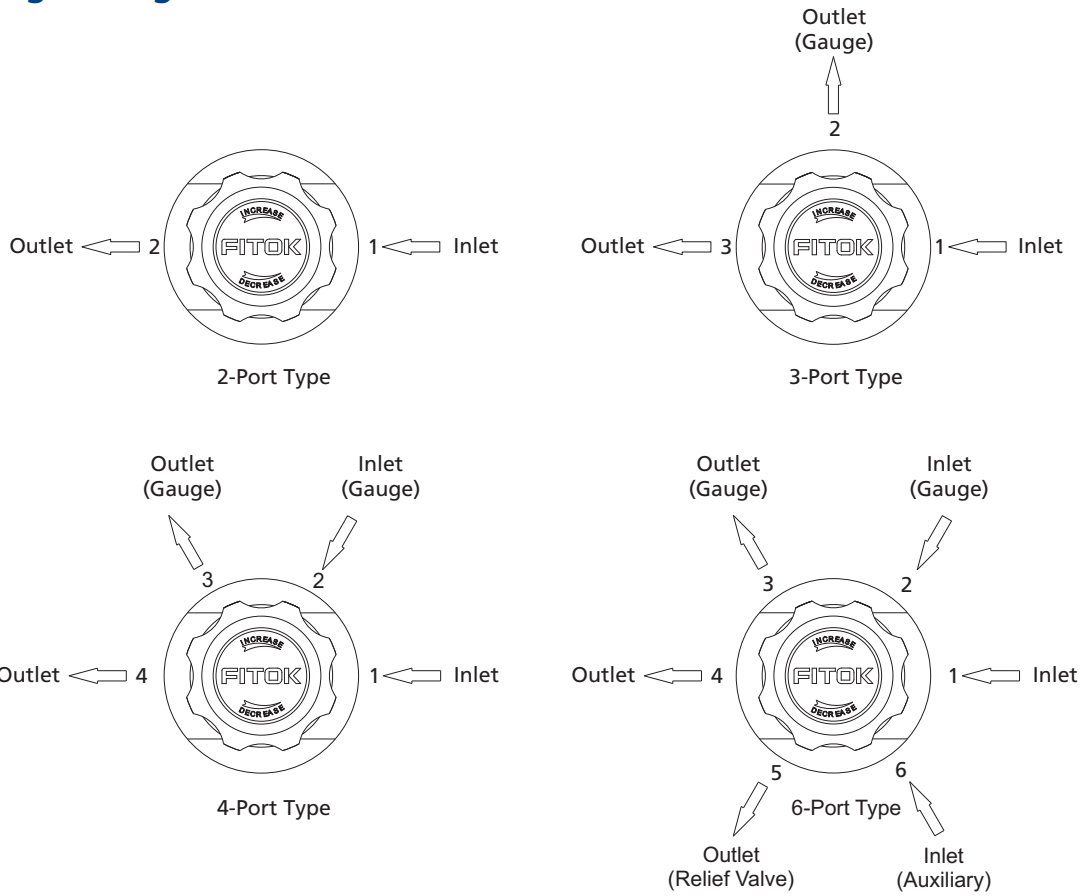 Outlet
(Gauge)
2
INCREASE
FITOK
DECREASE
Outlet
2
1
Inlet
2-Port Type
INCREASE
FITOK
DECREASE
Outlet
3
1
Inlet
3-Port Type
Outlet
(Gauge)
Inlet
(Gauge)
3
2
INCREASE
FITOK
DECREASE
Outlet
4
1
Inlet
4-Port Type
Outlet
(Gauge)
Inlet
(Gauge)
3
2
INCREASE
FITOK
DECREASE
Outlet
4
1
Inlet
5
6
6-Port Type
Outlet
(Relief Valve)
Inlet
(Auxiliary)